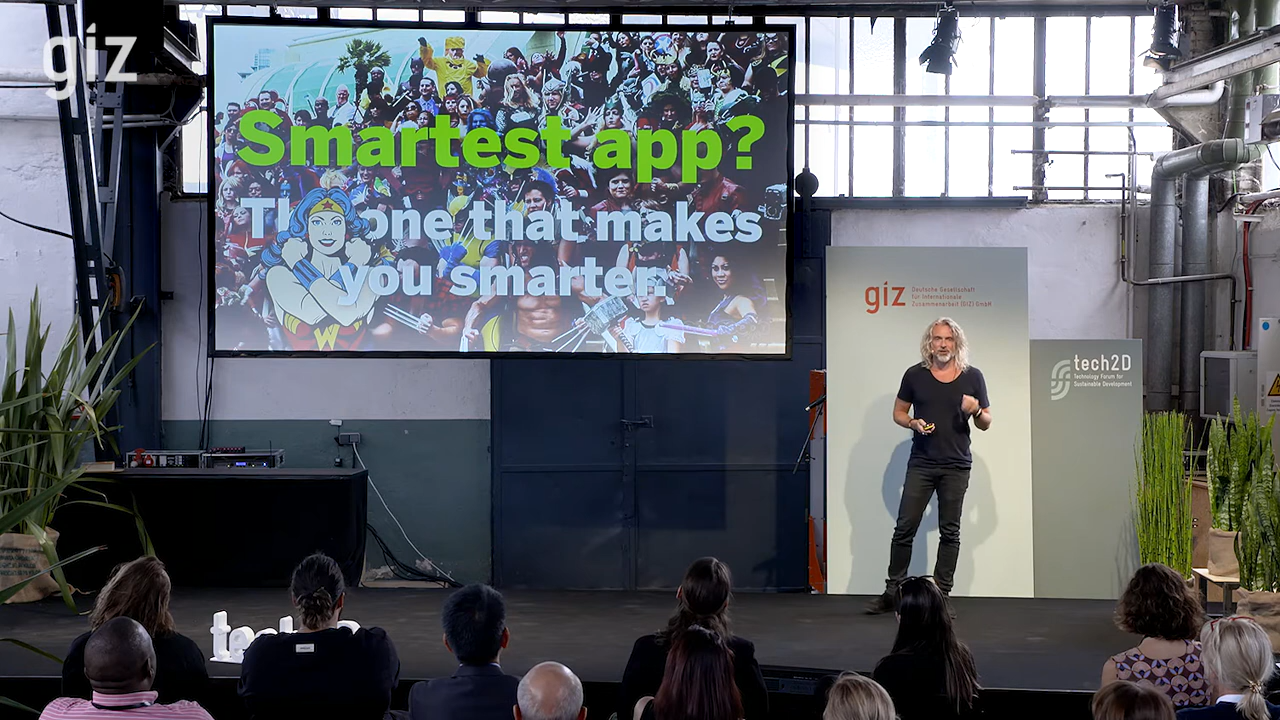 giz
Smartest app?
The one that makes
you smarter.
giz
Deutsche Gesellschaft
für Internationale
Zusammenarbeit (GIZ) GmbH
tech2D
Technology Forum for
Sustainable Development